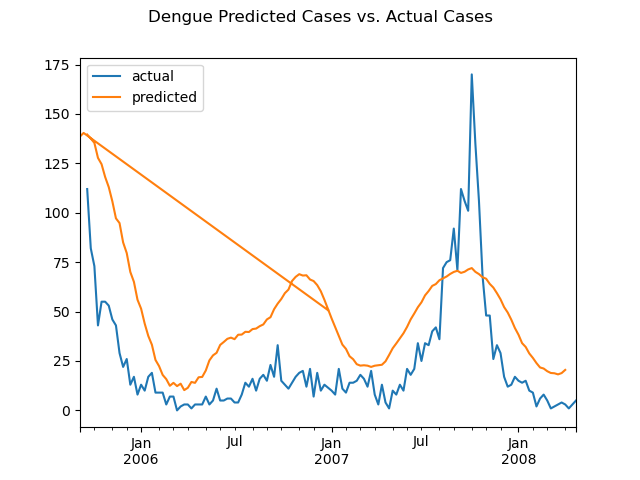 Dengue Predicted Cases vs. Actual Cases
175
150
125
100
75
50
25
0
actual
predicted
Jan
2006
Jul
Jan
2007
Jul
Jan
2008